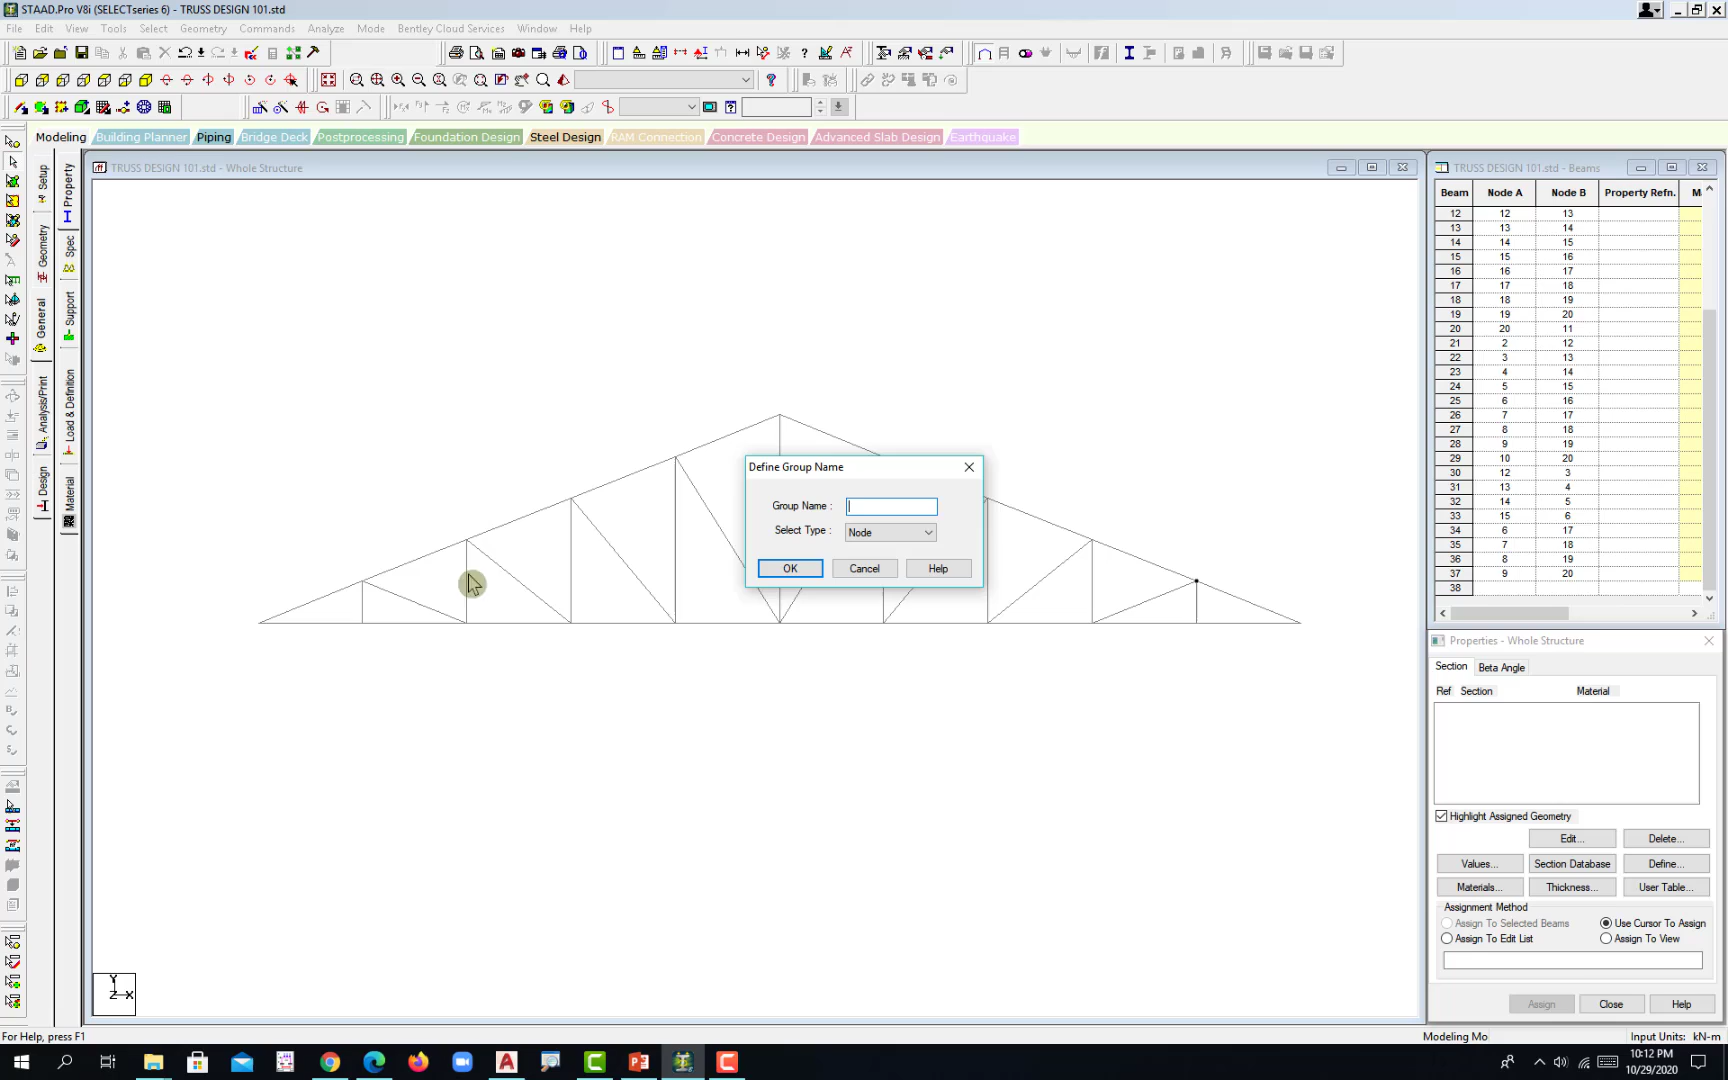 STAAD.Pro V8i (SELECTseries 6) - TRUSS DESIGN 101.std
File Edit View Tools Select Geometry Commands Analyze Mode Bentley Cloud Services Window Help
Modeling Building Planner Piping Bridge Deck Postprocessing Foundation Design Steel Design RAM Connection Concrete Design Advanced Slab Design Earthquake
Setup
Geometry
General
Analysis/Print
Design
Property
Spec
Support
Load & Definition
Material
TRUSS DESIGN 101.std - Whole Structure
Define Group Name
Group Name :
Select Type : Node
OK Cancel Help
Y
Z X
TRUSS DESIGN 101.std - Beams
Beam Node A Node B Property Refn. M
12 12 13
13 13 14
14 14 15
15 15 16
16 16 17
17 17 18
18 18 19
19 19 20
20 20 11
21 2 12
22 3 13
23 4 14
24 5 15
25 6 16
26 7 17
27 8 18
28 9 19
29 10 20
30 12 3
31 13 4
32 14 5
33 15 6
34 6 17
35 7 18
36 8 19
37 9 20
38
Properties - Whole Structure
Section Beta Angle
Ref Section Material
Highlight Assigned Geometry
Edit... Delete...
Values... Section Database Define...
Materials... Thickness... User Table...
Assignment Method
Assign To Selected Beams Use Cursor To Assign
Assign To Edit List Assign To View
Assign Close Help
For Help, press F1
Modeling Mo Input Units: kN-m
10:12 PM
10/29/2020